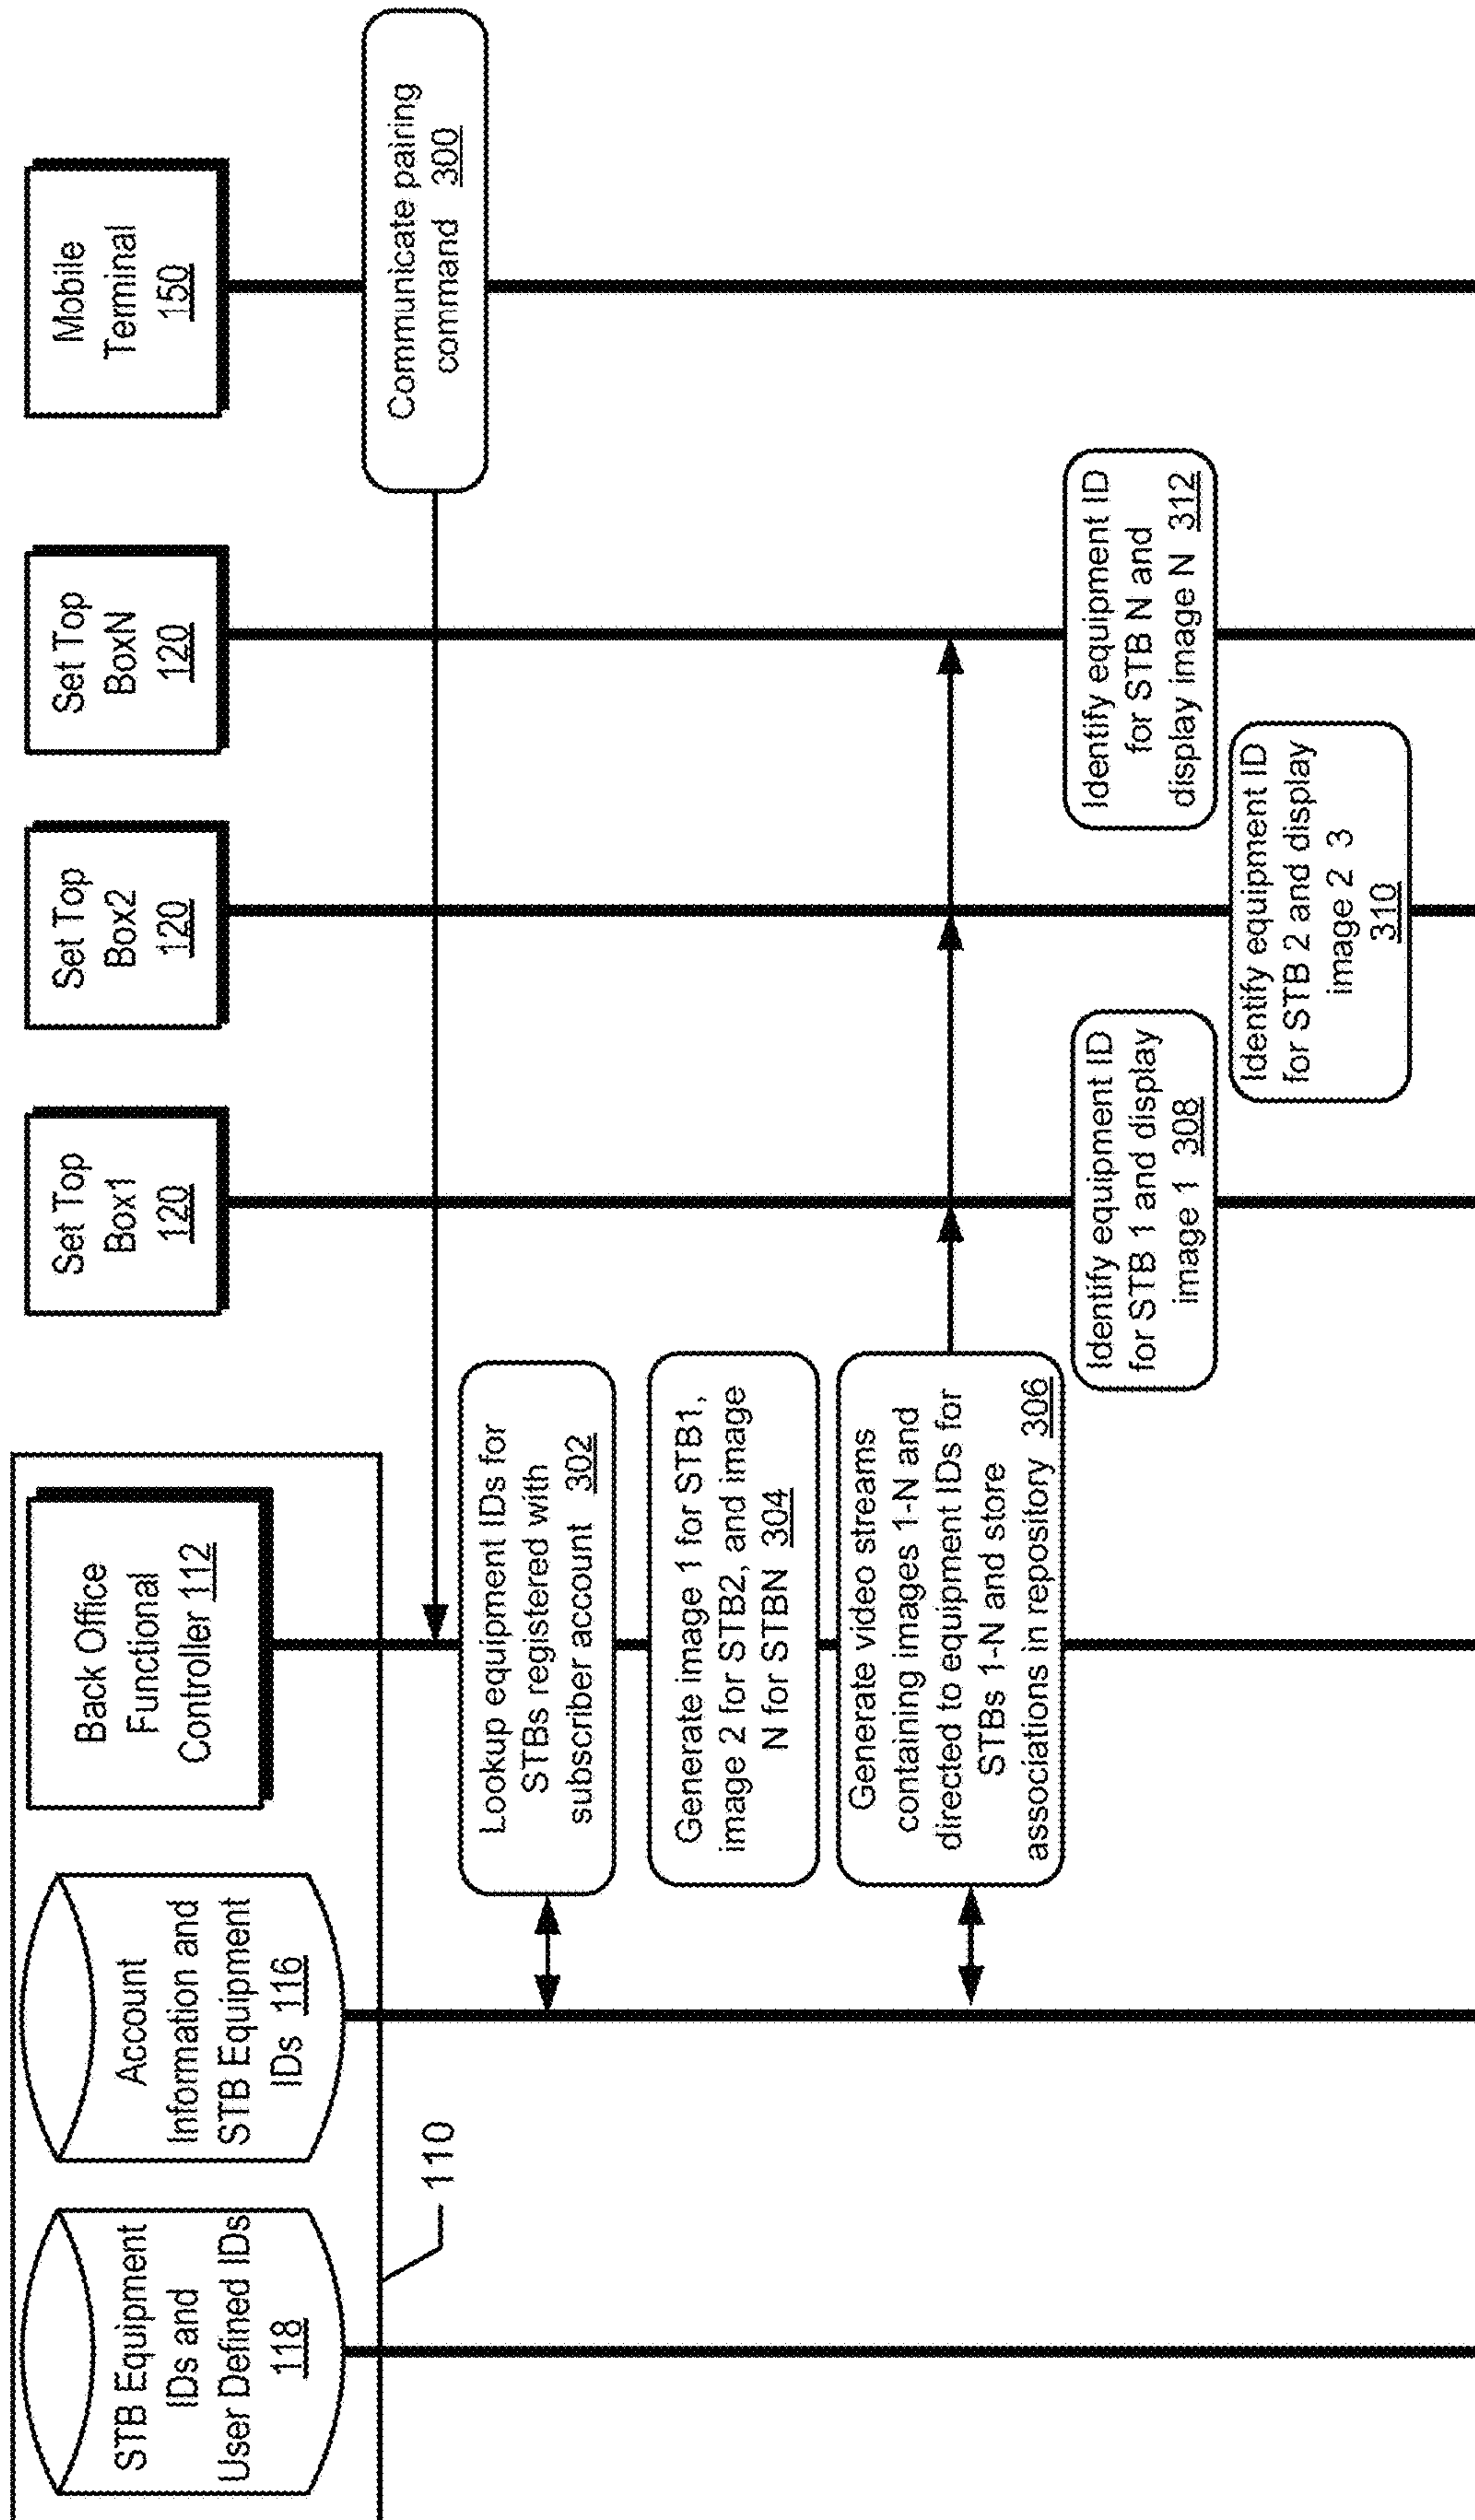 STB Equipment
IDs and
User Defined IDs
118
Account
Information and
STB Equipment
IDs 116
Back Office
Functional
Controller 112
Set Top
Box1
120
Set Top
Box2
120
Set Top
BoxN
120
Mobile
Terminal
150
110
Communicate pairing
command 300
Lookup equipment IDs for
STBs registered with
subscriber account 302
Generate image 1 for STB1,
image 2 for STB2, and image
N for STBN 304
Generate video streams
containing images 1-N and
directed to equipment IDs for
STBs 1-N and store
associations in repository 306
Identify equipment ID
for STB 1 and display
image 1 308
Identify equipment ID
for STB N and
display image N 312
Identify equipment ID
for STB 2 and display
image 2 3
310